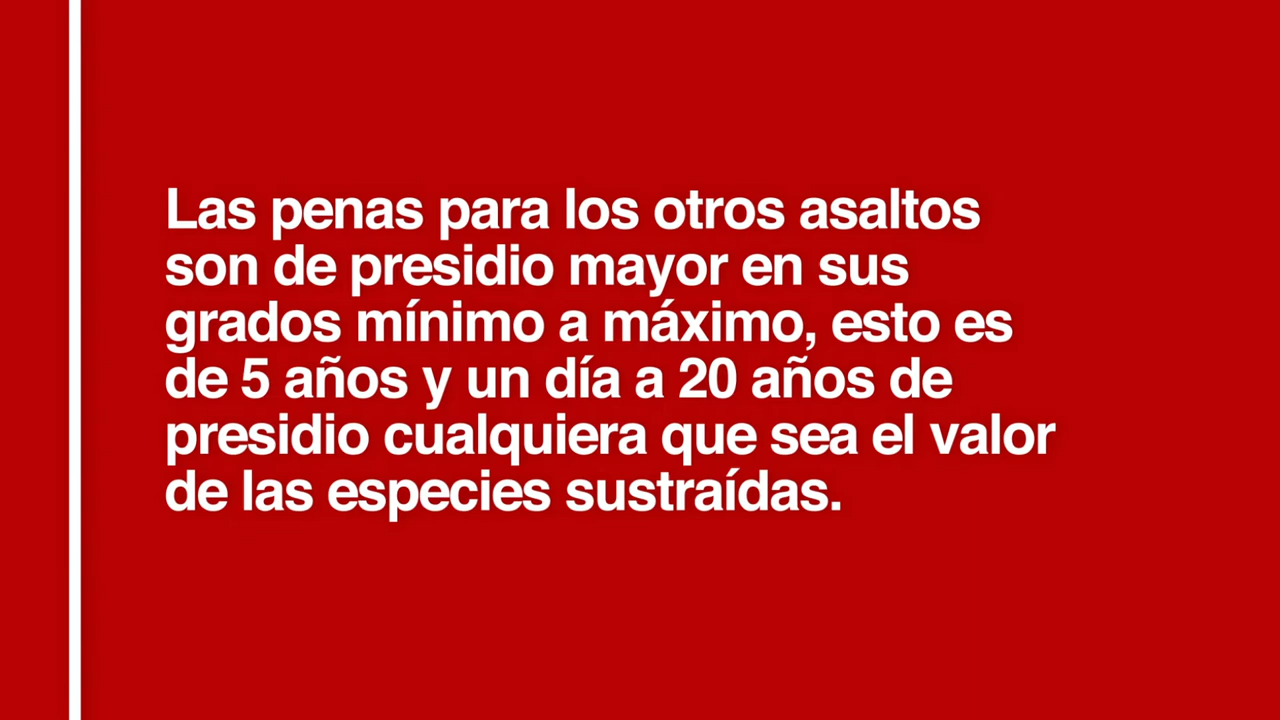 Las penas para los otros asaltos
son de presidio mayor en sus
grados mínimo a máximo, esto es
de 5 años y un día a 20 años de
presidio cualquiera que sea el valor
de las especies sustraídas.